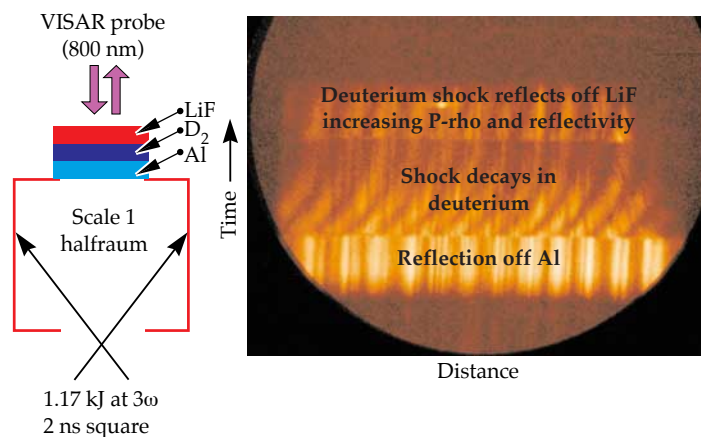 VISAR probe
(800 nm)
LiF
D₂
Al
Scale 1
halfraum
1.17 kJ at 3ω
2 ns square
Time
Deuterium shock reflects off LiF
increasing P-rho and reflectivity
Shock decays in
deuterium
Reflection off Al
Distance